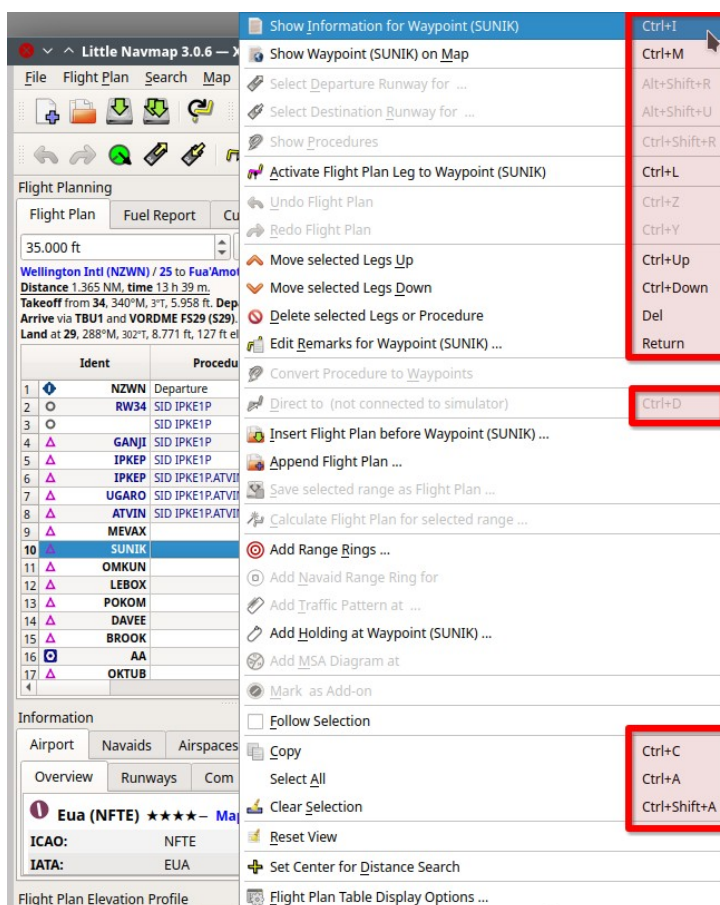 Little Navmap 3.0.6 — X
File Flight Plan Search Map
Flight Planning
Flight Plan Fuel Report Cu
35.000 ft
Wellington Intl (NZWN) / 25 to Fua'Amot
Distance 1.365 NM, time 13 h 39 m.
Takeoff from 34, 340°M, 3°T, 5.958 ft. Dep
Arrive via TBU1 and VORDME FS29 (S29).
Land at 29, 288°M, 302°T, 8.771 ft, 127 ft el
Ident Procedu
1 NZWN Departure
2 RW34 SID IPKE1P
3 SID IPKE1P
4 GANJI SID IPKE1P
5 IPKEP SID IPKE1P
6 IPKEP SID IPKE1P.ATVI
7 UGARO SID IPKE1P.ATVI
8 ATVIN SID IPKE1P.ATVI
9 MEVAX
10 SUNIK
11 OMKUN
12 LEBOX
13 POKOM
14 DAVEE
15 BROOK
16 AA
17 OKTUB
Information
Airport Navaids Airspaces
Overview Runways Com
Eua (NFTE) ★★★★– Ma
ICAO: NFTE
IATA: EUA
Flight Plan Elevation Profile
Show Information for Waypoint (SUNIK) Ctrl+I
Show Waypoint (SUNIK) on Map Ctrl+M
Select Departure Runway for ... Alt+Shift+R
Select Destination Runway for ... Alt+Shift+U
Show Procedures Ctrl+Shift+R
Activate Flight Plan Leg to Waypoint (SUNIK) Ctrl+L
Undo Flight Plan Ctrl+Z
Redo Flight Plan Ctrl+Y
Move selected Legs Up Ctrl+Up
Move selected Legs Down Ctrl+Down
Delete selected Legs or Procedure Del
Edit Remarks for Waypoint (SUNIK) ... Return
Convert Procedure to Waypoints
Direct to (not connected to simulator) Ctrl+D
Insert Flight Plan before Waypoint (SUNIK) ...
Append Flight Plan ...
Save selected range as Flight Plan ...
Calculate Flight Plan for selected range ...
Add Range Rings ...
Add Navaid Range Ring for
Add Traffic Pattern at ...
Add Holding at Waypoint (SUNIK) ...
Add MSA Diagram at
Mark as Add-on
Follow Selection
Copy Ctrl+C
Select All Ctrl+A
Clear Selection Ctrl+Shift+A
Reset View
Set Center for Distance Search
Flight Plan Table Display Options ...